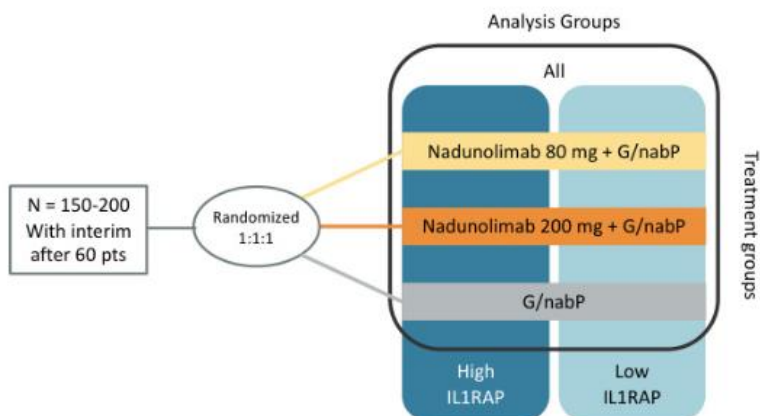 Analysis Groups
All
Nadunolimab 80 mg + G/nabP
N = 150-200
With interim
after 60 pts
Randomized
1:1:1
Nadunolimab 200 mg + G/nabP
G/nabP
Treatment groups
High
IL1RAP
Low
IL1RAP